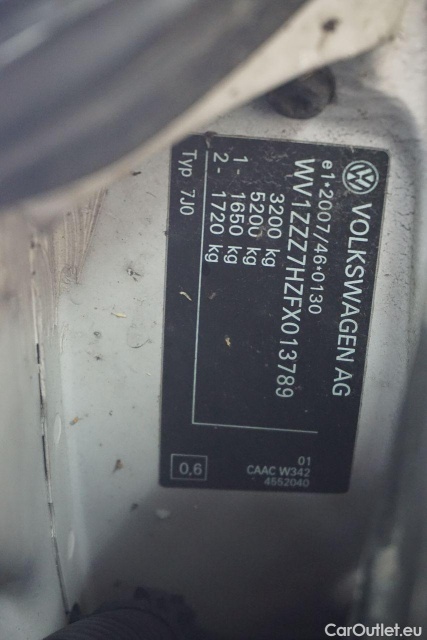 VOLKSWAGEN AG
e1*2007/46*0130
WV1ZZZ7HZFX013789
3200 kg
5200 kg
1- 1650 kg
2- 1720 kg
Typ 7J0
0,6
01
CAAC W342
4552040
CarOutlet.eu